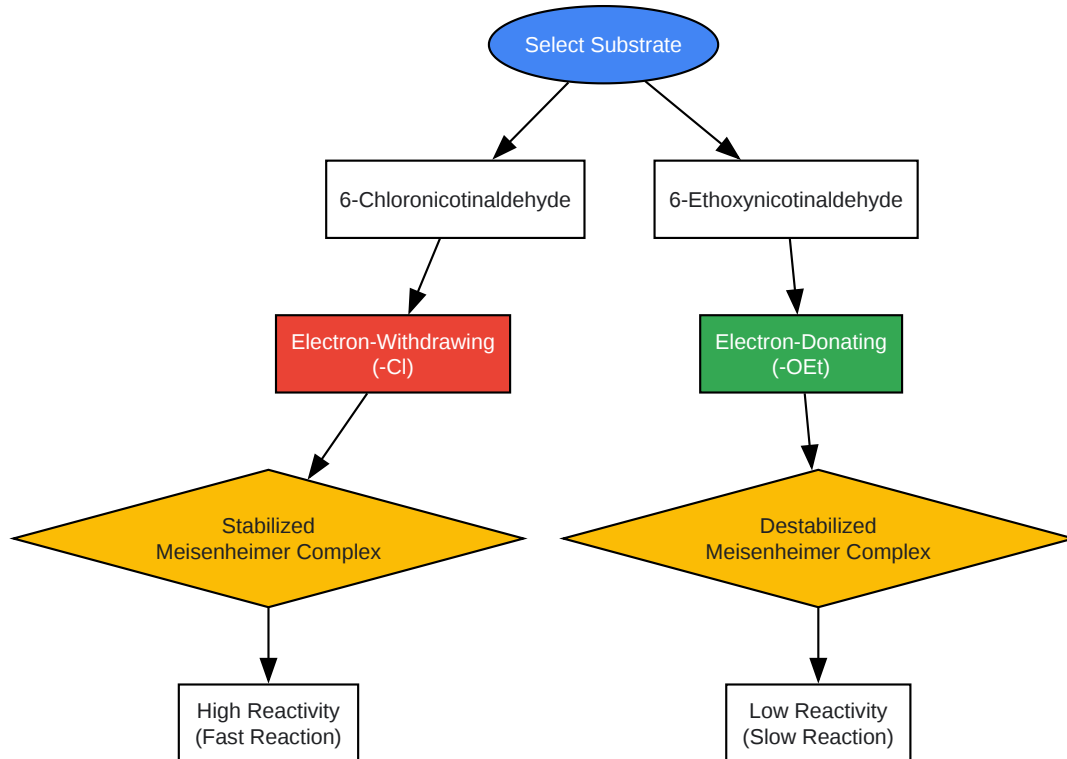 Select Substrate
6-Chloronicotinaldehyde
6-Ethoxynicotinaldehyde
Electron-Withdrawing
(-Cl)
Electron-Donating
(-OEt)
Stabilized
Meisenheimer Complex
Destabilized
Meisenheimer Complex
High Reactivity
(Fast Reaction)
Low Reactivity
(Slow Reaction)